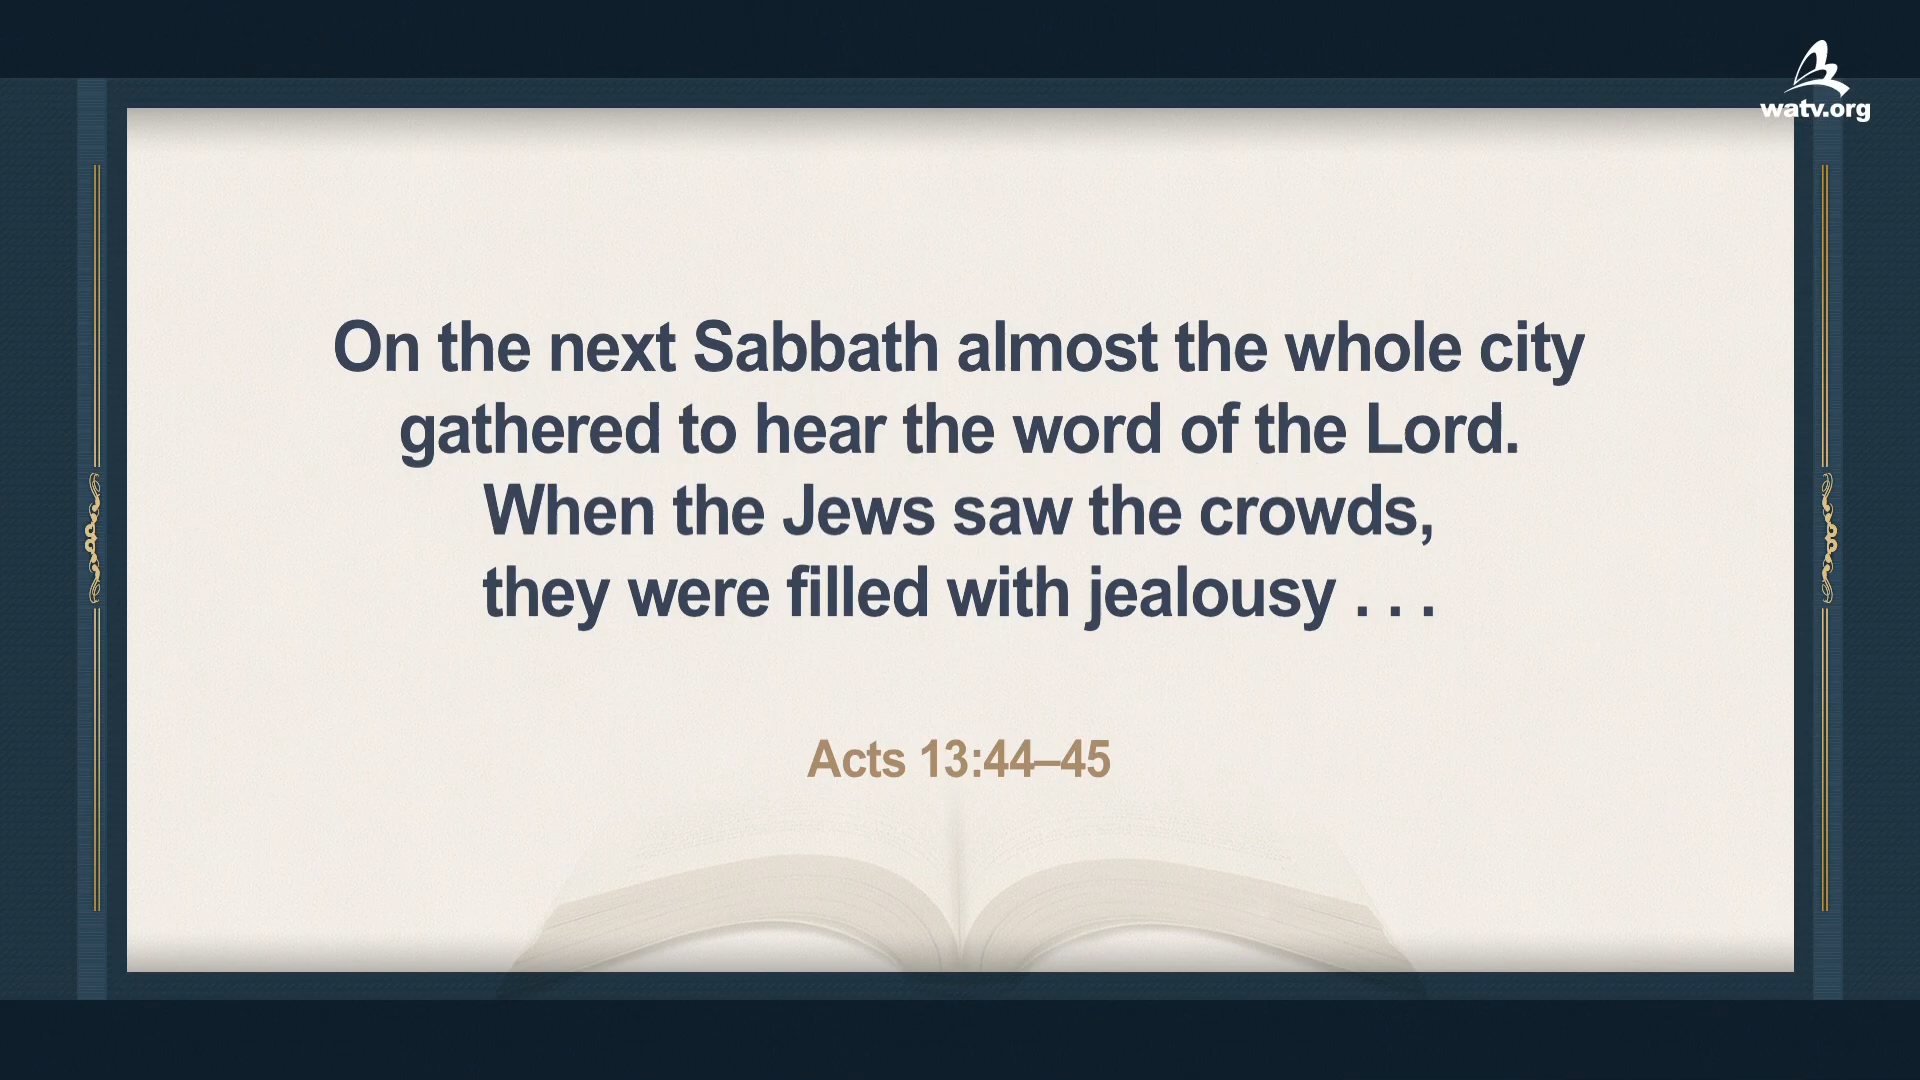 watv.org
On the next Sabbath almost the whole city
gathered to hear the word of the Lord.
When the Jews saw the crowds,
they were filled with jealousy . . .
Acts 13:44–45